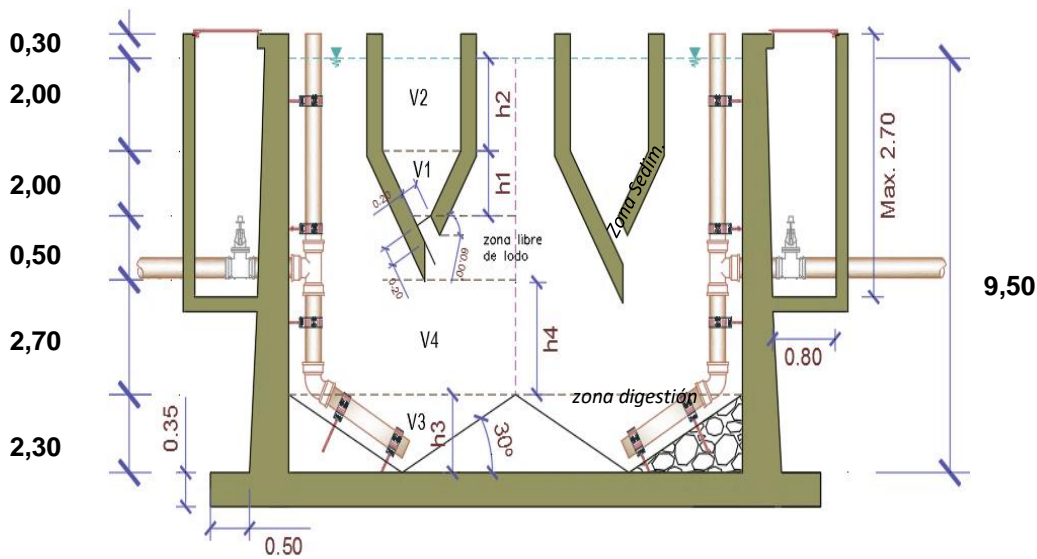 0,30
2,00
2,00
0,50
2,70
2,30
0.35
0.50
V2
h2
V1
h1
0.20
0.20
60.00°
zona libre
de lodo
Zona Sedim.
V4
h4
zona digestión
V3
h3
30º
Max. 2.70
0.80
9,50